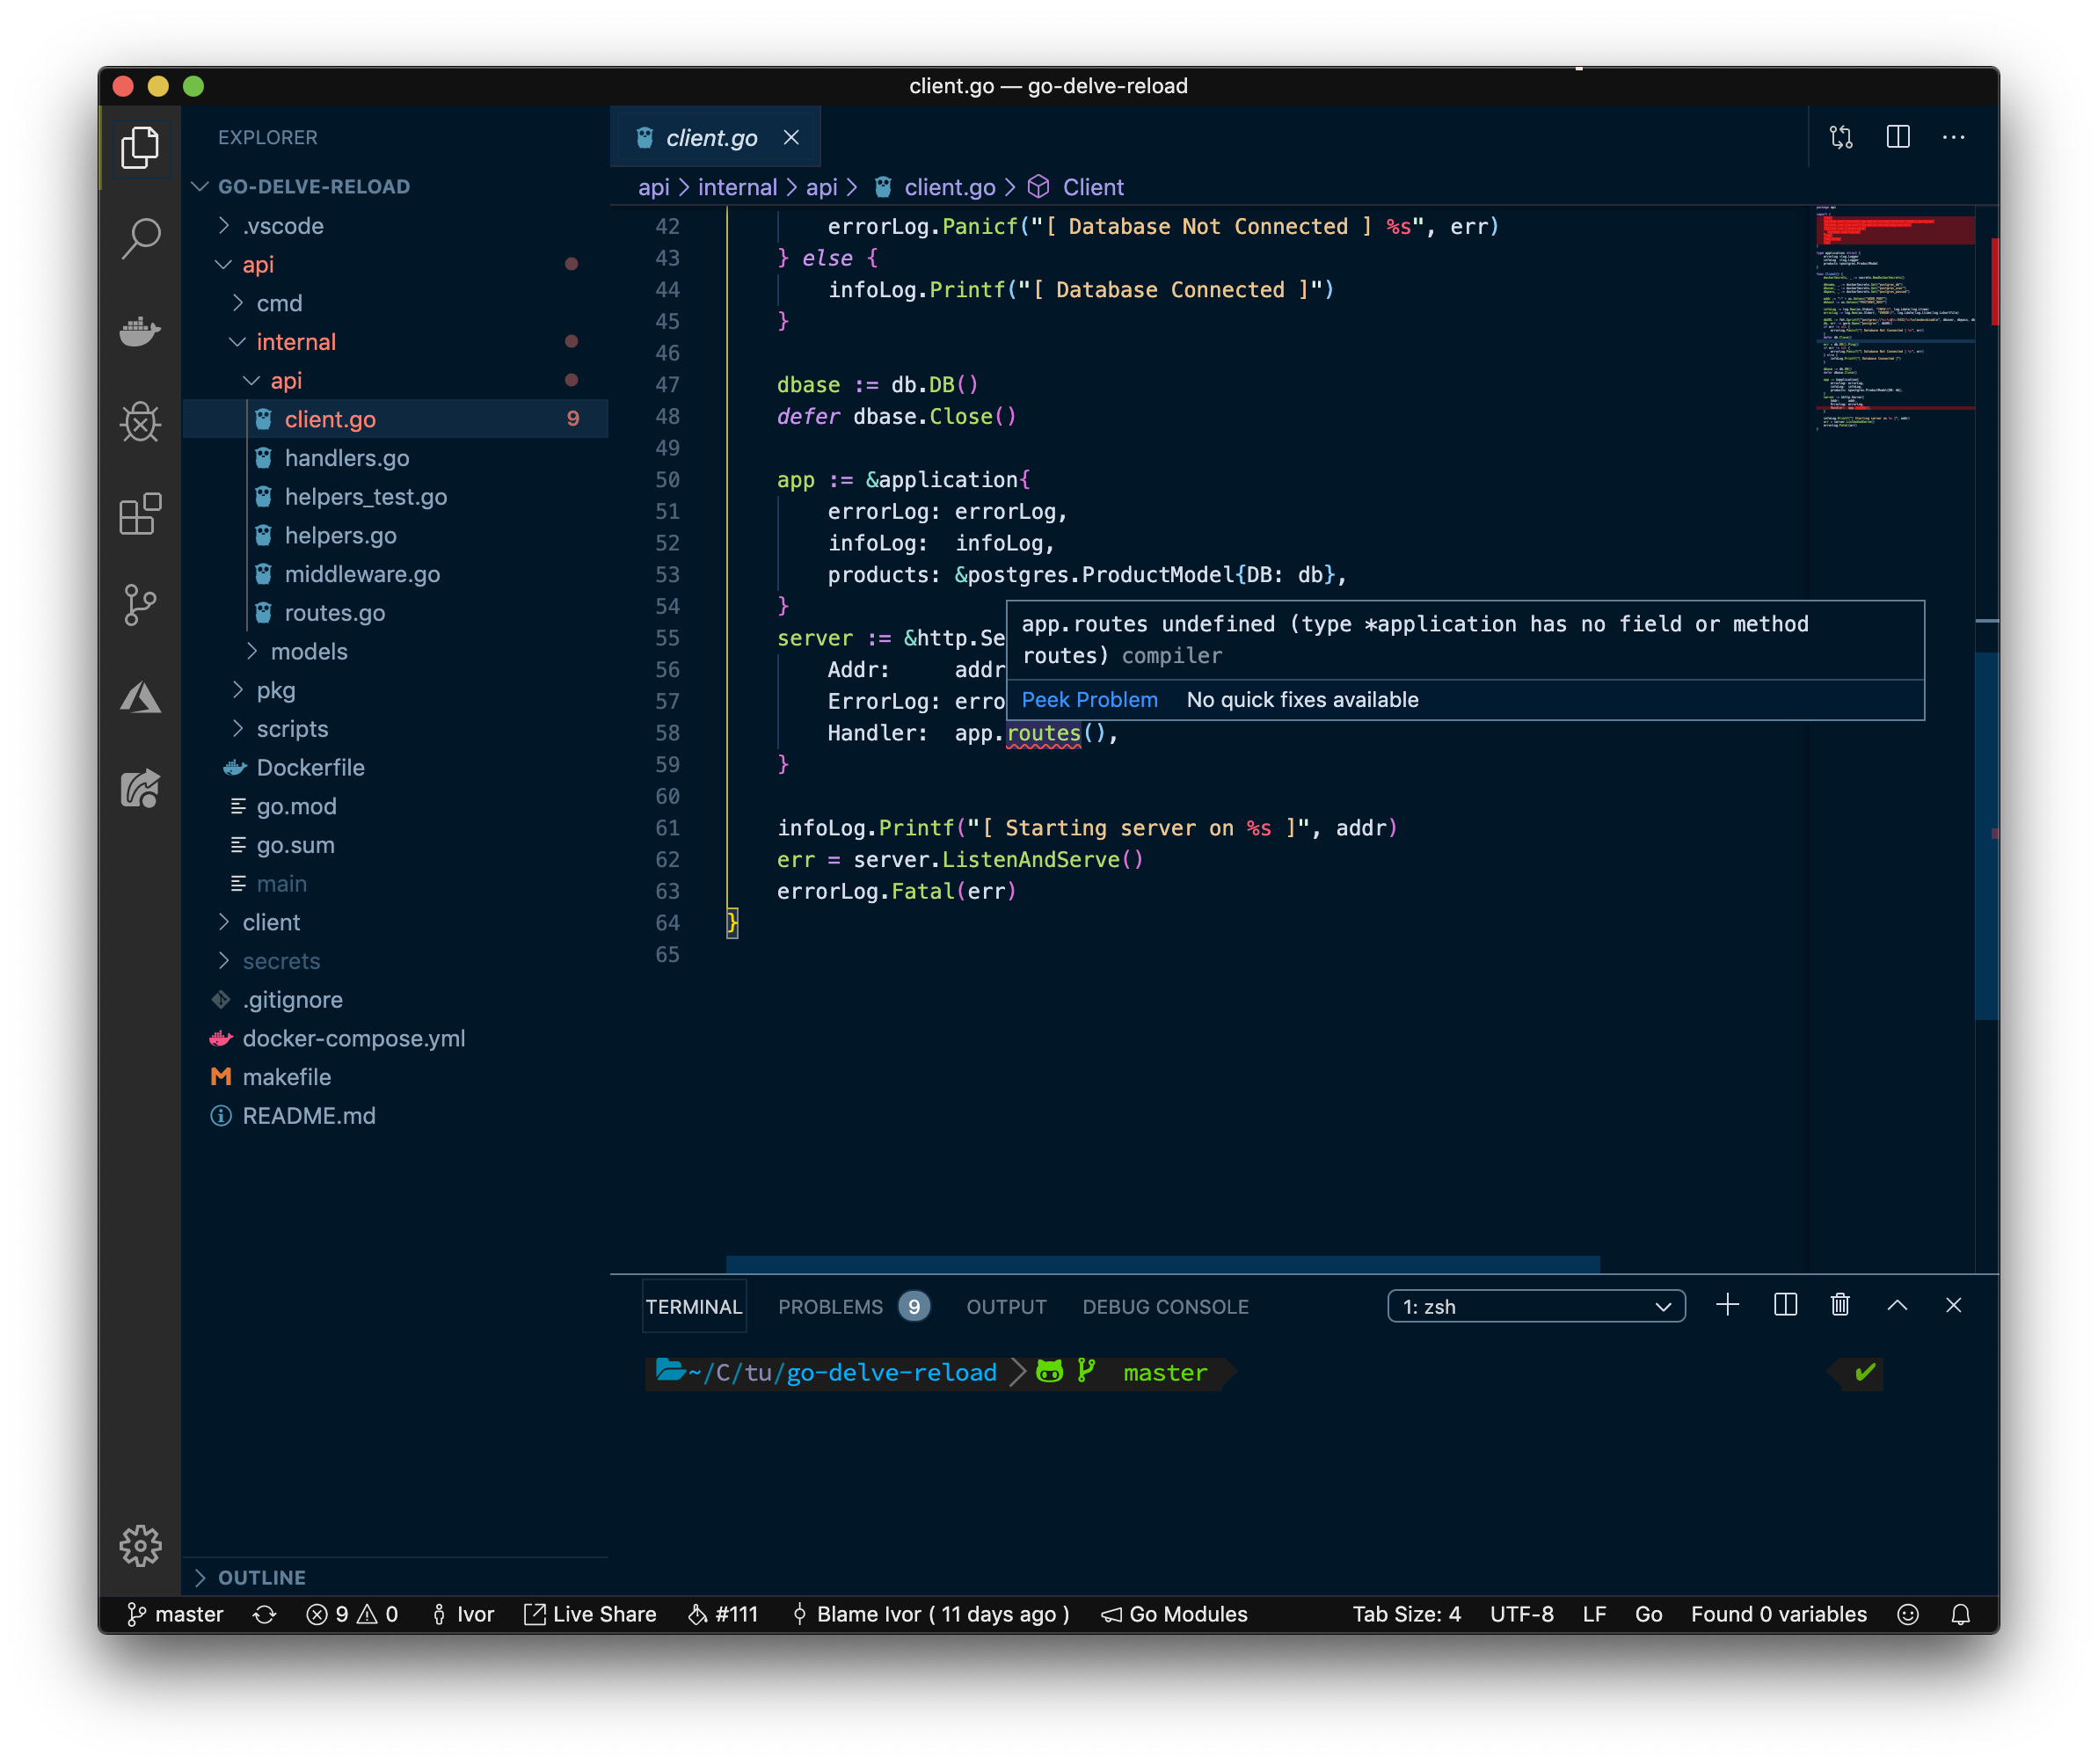 client.go — go-delve-reload
EXPLORER
GO-DELVE-RELOAD
.vscode
api
cmd
internal
api
client.go 9
handlers.go
helpers_test.go
helpers.go
middleware.go
routes.go
models
pkg
scripts
Dockerfile
go.mod
go.sum
main
client
secrets
.gitignore
docker-compose.yml
makefile
README.md
OUTLINE
client.go
api > internal > api > client.go > Client
42 errorLog.Panicf("[ Database Not Connected ] %s", err)
43 } else {
44 infoLog.Printf("[ Database Connected ]")
45 }
46
47 dbase := db.DB()
48 defer dbase.Close()
49
50 app := &application{
51 errorLog: errorLog,
52 infoLog:  infoLog,
53 products: &postgres.ProductModel{DB: db},
54 }
55 server := &http.Se
56 Addr:     addr
57 ErrorLog: erro
58 Handler:  app.routes(),
59 }
60
61 infoLog.Printf("[ Starting server on %s ]", addr)
62 err = server.ListenAndServe()
63 errorLog.Fatal(err)
64 }
65
app.routes undefined (type *application has no field or method
routes) compiler
Peek Problem No quick fixes available
TERMINAL PROBLEMS 9 OUTPUT DEBUG CONSOLE 1: zsh
~/C/tu/go-delve-reload master ✔
master 9 0 Ivor Live Share #111 Blame Ivor ( 11 days ago ) Go Modules Tab Size: 4 UTF-8 LF Go Found 0 variables